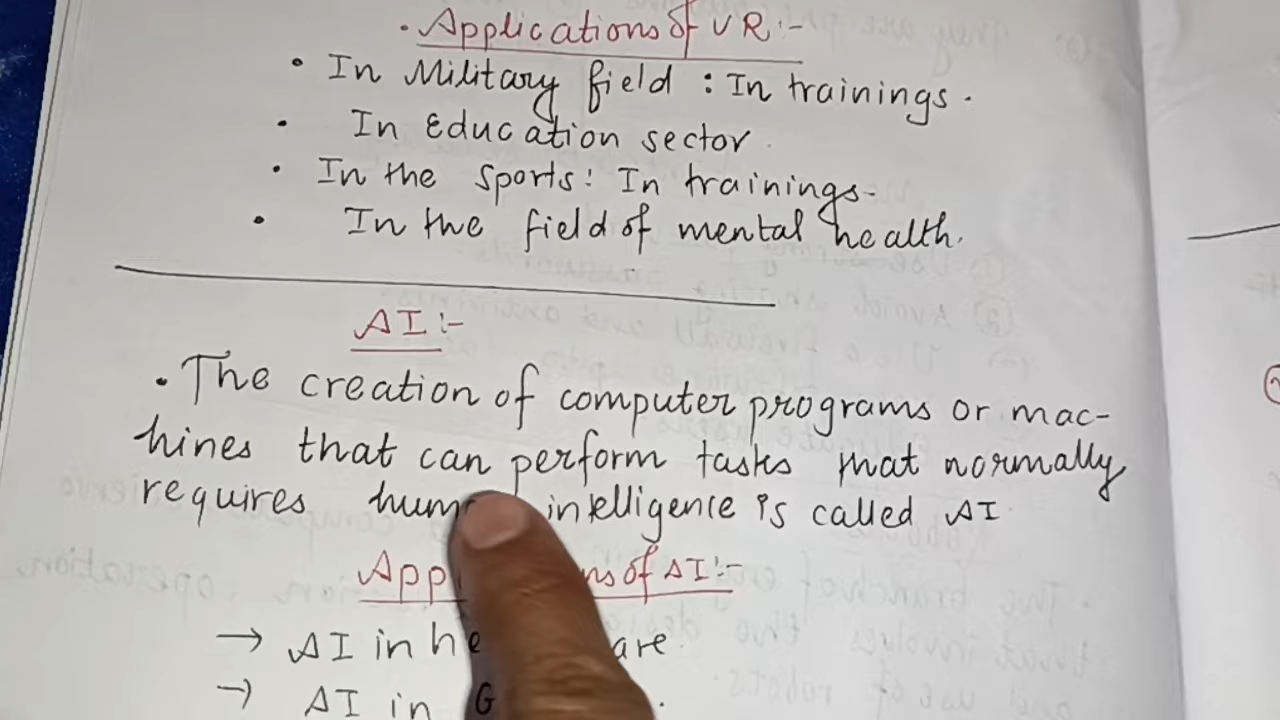 • Applications of VR :-
• In Military field : In trainings.
• In Education sector.
• In the sports: In trainings.
• In the field of mental health.
AI :-
• The creation of computer programs or mac-
hines that can perform tasks that normally
requires intelligence is called AI
of AI :-
→ AI in
→ AI in